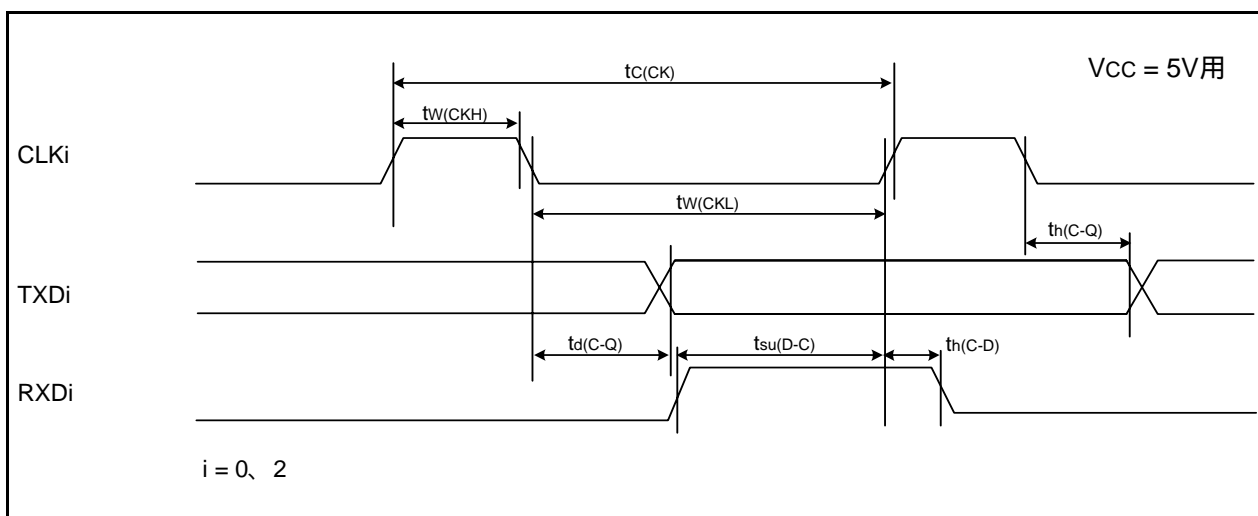 VCC = 5V用
tC(CK)
tW(CKH)
CLKi
tW(CKL)
th(C-Q)
TXDi
td(C-Q)
tsu(D-C)
th(C-D)
RXDi
i = 0、2